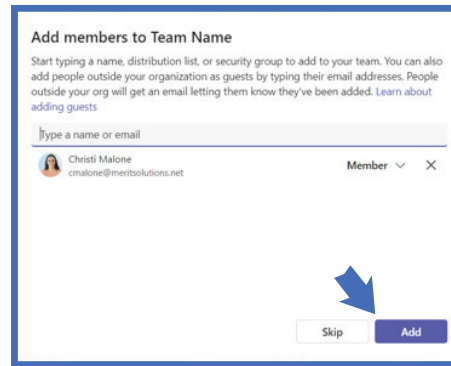 Add members to Team Name
Start typing a name, distribution list, or security group to add to your team. You can also
add people outside your organization as guests by typing their email addresses. People
outside your org will get an email letting them know they've been added. Learn about
adding guests
Type a name or email
Christi Malone
Member
cmalone@meritsolutions.net
Skip
Add